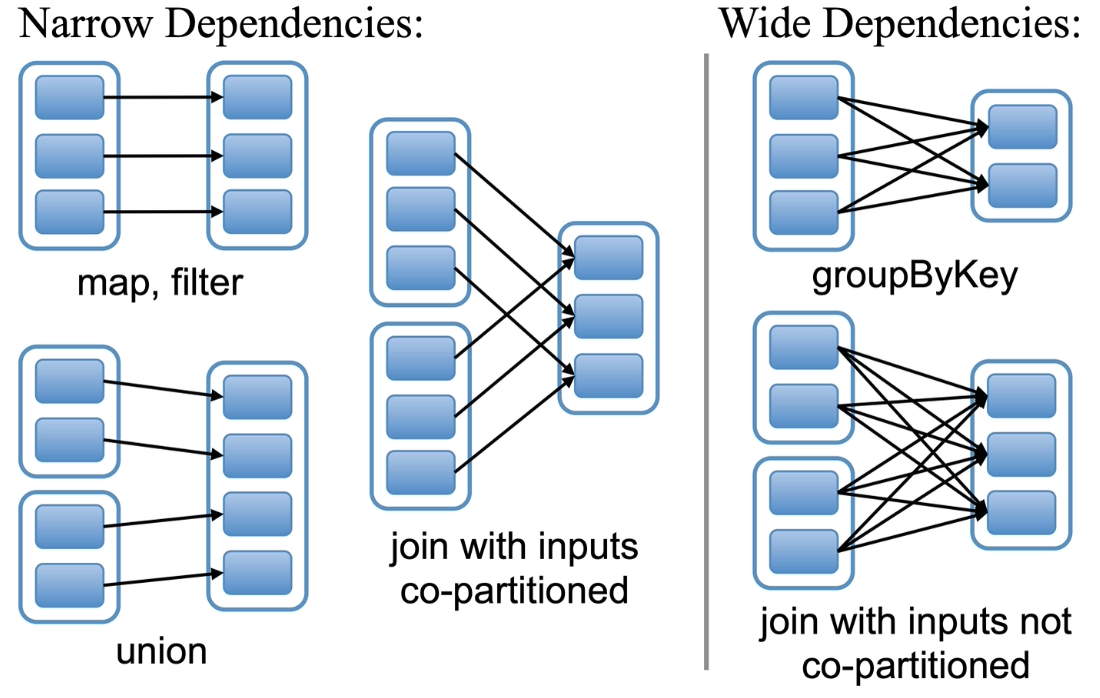 Narrow Dependencies:
map, filter
union
join with inputs
co-partitioned
Wide Dependencies:
groupByKey
join with inputs not
co-partitioned